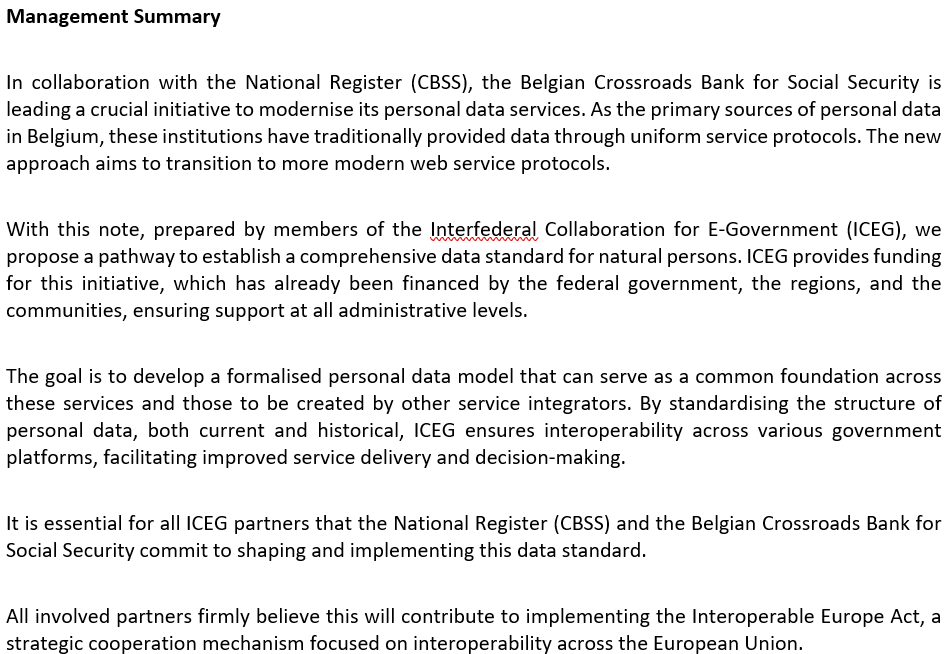 Management Summary
In collaboration with the National Register (CBSS), the Belgian Crossroads Bank for Social Security is
leading a crucial initiative to modernise its personal data services. As the primary sources of personal data
in Belgium, these institutions have traditionally provided data through uniform service protocols. The new
approach aims to transition to more modern web service protocols.
With this note, prepared by members of the Interfederal Collaboration for E-Government (ICEG), we
propose a pathway to establish a comprehensive data standard for natural persons. ICEG provides funding
for this initiative, which has already been financed by the federal government, the regions, and the
communities, ensuring support at all administrative levels.
The goal is to develop a formalised personal data model that can serve as a common foundation across
these services and those to be created by other service integrators. By standardising the structure of
personal data, both current and historical, ICEG ensures interoperability across various government
platforms, facilitating improved service delivery and decision-making.
It is essential for all ICEG partners that the National Register (CBSS) and the Belgian Crossroads Bank for
Social Security commit to shaping and implementing this data standard.
All involved partners firmly believe this will contribute to implementing the Interoperable Europe Act, a
strategic cooperation mechanism focused on interoperability across the European Union.